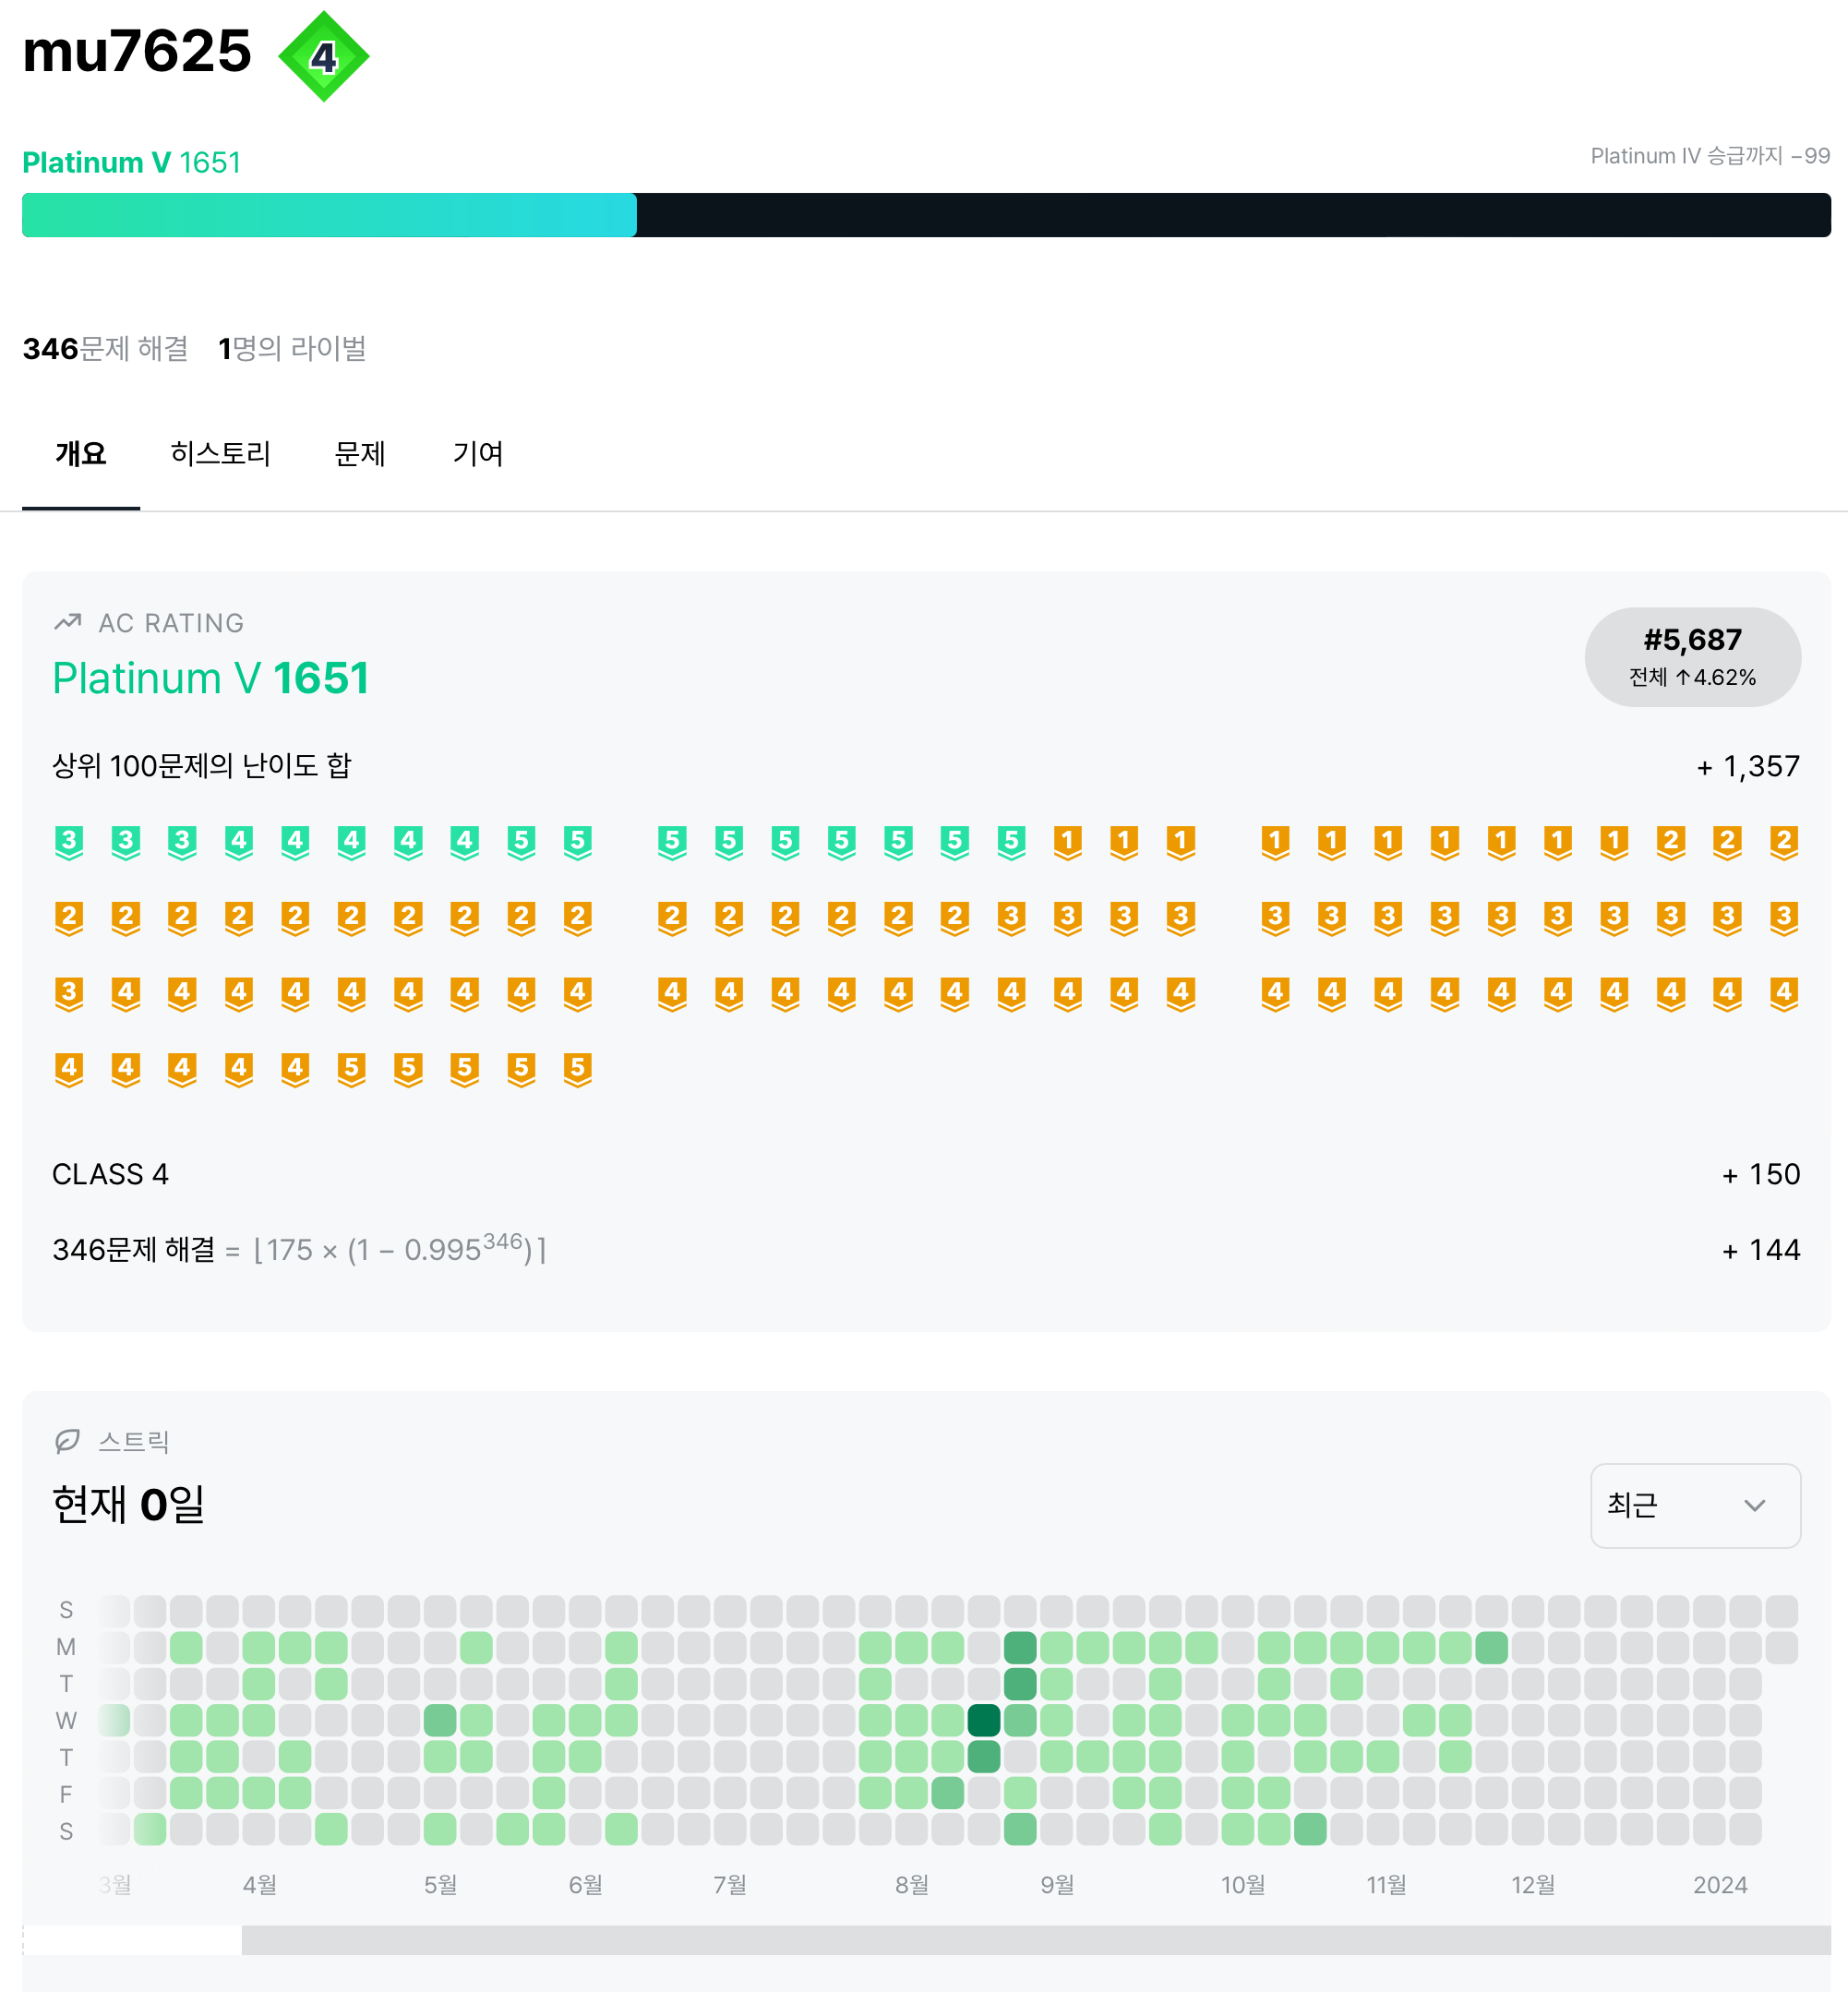 mu7625 4
Platinum V 1651
Platinum IV 승급까지 −99
346문제 해결 1명의 라이벌
개요 히스토리 문제 기여
AC RATING
Platinum V 1651
#5,687
전체 ↑4.62%
상위 100문제의 난이도 합 + 1,357
3 3 3 4 4 4 4 4 5 5 5 5 5 5 5 5 5 1 1 1 1 1 1 1 1 1 1 2 2 2
2 2 2 2 2 2 2 2 2 2 2 2 2 2 2 2 3 3 3 3 3 3 3 3 3 3 3 3 3 3
3 4 4 4 4 4 4 4 4 4 4 4 4 4 4 4 4 4 4 4 4 4 4 4 4 4 4 4 4 4
4 4 4 4 4 5 5 5 5 5
CLASS 4 + 150
346문제 해결 = ⌊175 × (1 − 0.995^346)⌉ + 144
스트릭
현재 0일
최근
S
M
T
W
T
F
S
3월 4월 5월 6월 7월 8월 9월 10월 11월 12월 2024